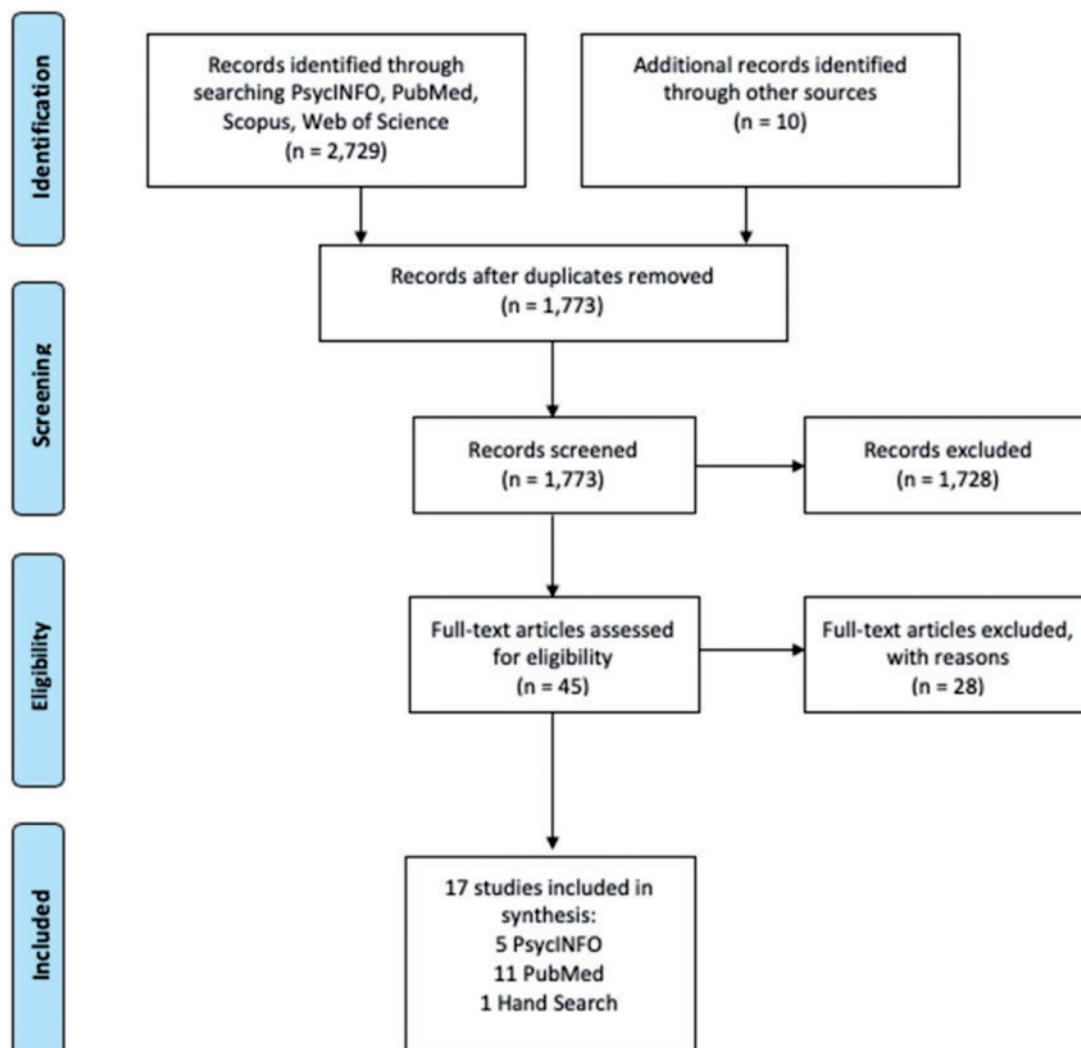 Identification
Records identified through
searching PsycINFO, PubMed,
Scopus, Web of Science
(n = 2,729)
Additional records identified
through other sources
(n = 10)
Records after duplicates removed
(n = 1,773)
Screening
Records screened
(n = 1,773)
Records excluded
(n = 1,728)
Eligibility
Full-text articles assessed
for eligibility
(n = 45)
Full-text articles excluded,
with reasons
(n = 28)
Included
17 studies included in
synthesis:
5 PsycINFO
11 PubMed
1 Hand Search